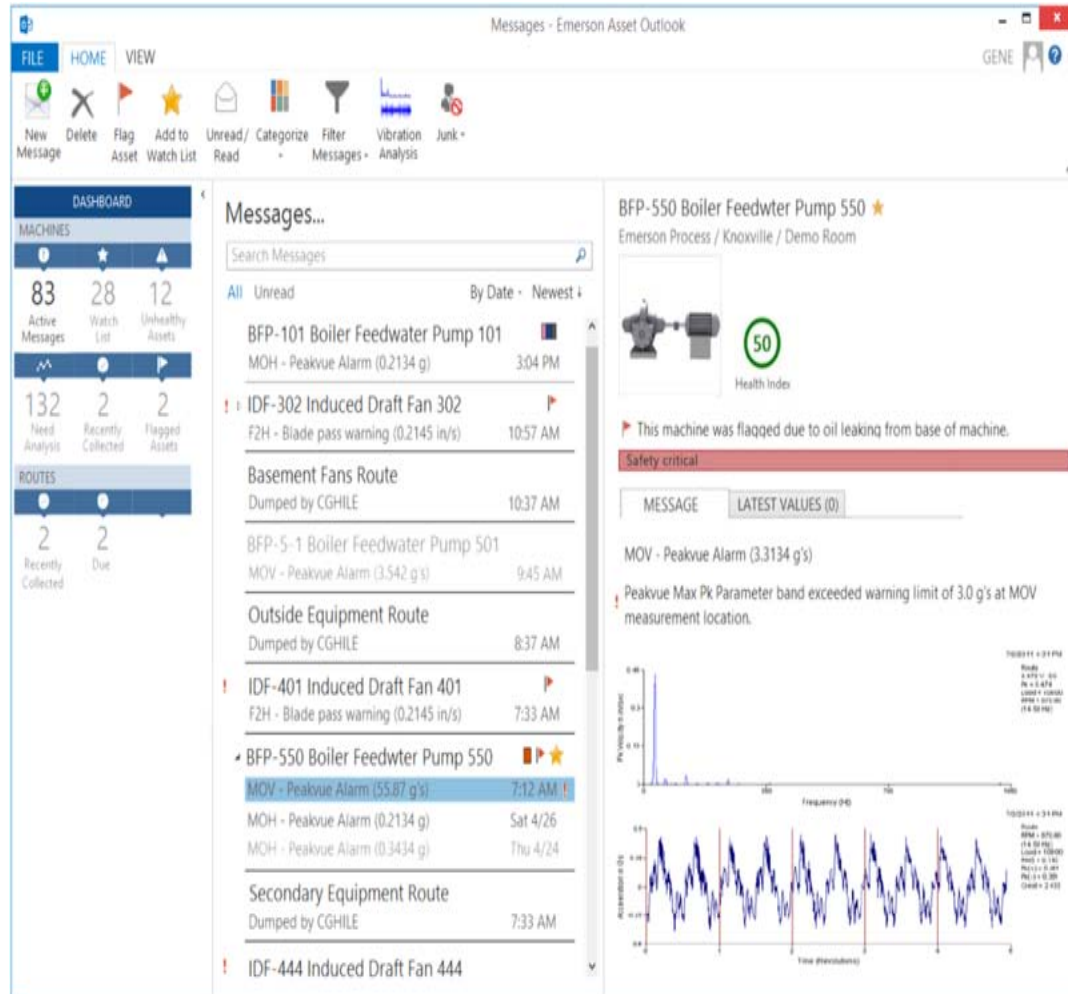 Messages - Emerson Asset Outlook
FILE HOME VIEW
GENE
New Message
Delete
Flag Asset
Add to Watch List
Unread/ Read
Categorize
Filter Messages
Vibration Analysis
Junk
DASHBOARD
MACHINES
83 28 12
Active Messages
Watch List
Unhealthy Assets
132 2 2
Need Analysis
Recently Collected
Flagged Assets
ROUTES
2 2
Recently Collected
Due
Messages...
Search Messages
All Unread By Date - Newest
BFP-101 Boiler Feedwater Pump 101
MOH - Peakvue Alarm (0.2134 g) 3:04 PM
IDF-302 Induced Draft Fan 302
F2H - Blade pass warning (0.2145 in/s) 10:57 AM
Basement Fans Route
Dumped by CGHILE 10:37 AM
BFP-5-1 Boiler Feedwater Pump 501
MOV - Peakvue Alarm (3.542 g's) 9:45 AM
Outside Equipment Route
Dumped by CGHILE 8:37 AM
IDF-401 Induced Draft Fan 401
F2H - Blade pass warning (0.2145 in/s) 7:33 AM
BFP-550 Boiler Feedwter Pump 550
MOV - Peakvue Alarm (55.87 g's) 7:12 AM
MOH - Peakvue Alarm (0.2134 g) Sat 4/26
MOH - Peakvue Alarm (0.3434 g) Thu 4/24
Secondary Equipment Route
Dumped by CGHILE 7:33 AM
IDF-444 Induced Draft Fan 444
BFP-550 Boiler Feedwter Pump 550
Emerson Process / Knoxville / Demo Room
50
Health Index
This machine was flagged due to oil leaking from base of machine.
Safety critical
MESSAGE LATEST VALUES (0)
MOV - Peakvue Alarm (3.3134 g's)
Peakvue Max Pk Parameter band exceeded warning limit of 3.0 g's at MOV
measurement location.
Route
Frequency (Hz)
Route
Acceleration in G's
Time (Revolutions)